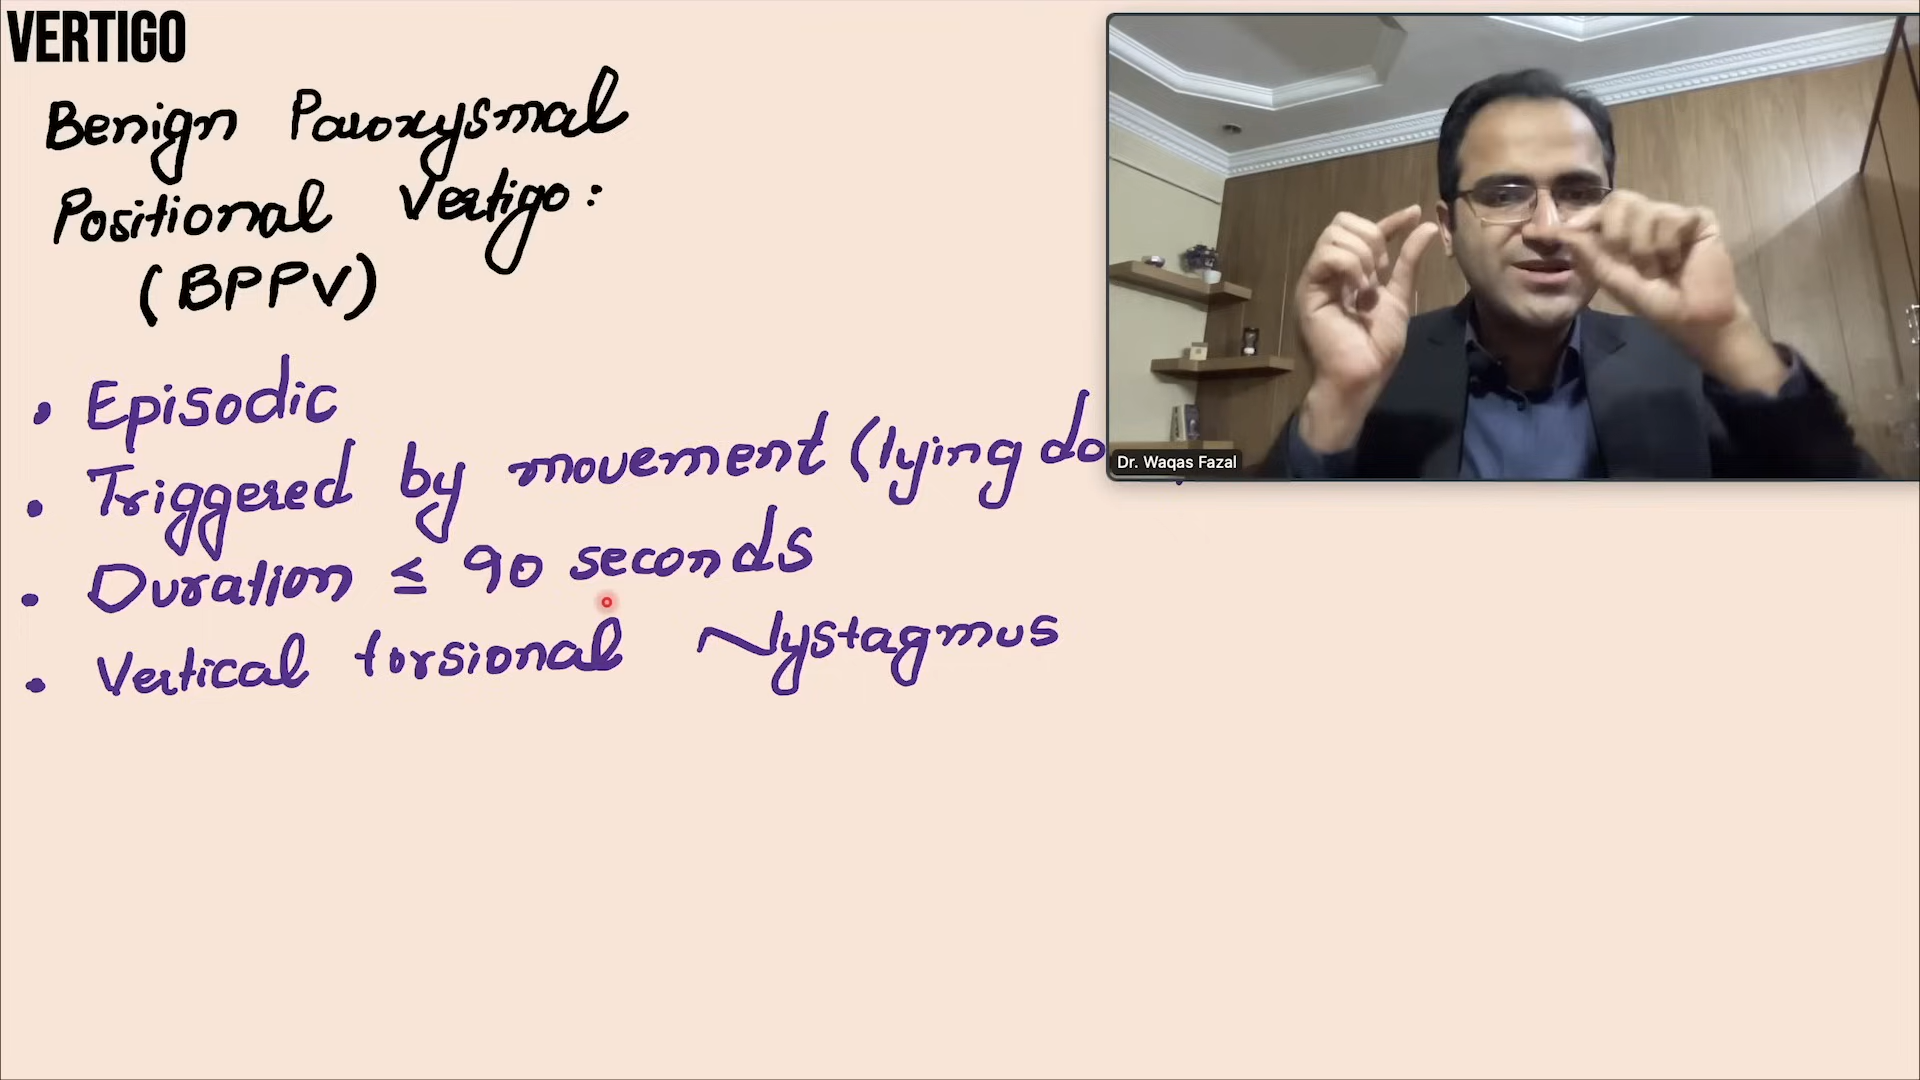 VERTIGO
Benign Paroxysmal
Positional Vertigo:
(BPPV)
• Episodic
• Triggered by movement (lying do
• Duration ≤ 90 seconds
• Vertical torsional Nystagmus
Dr. Waqas Fazal